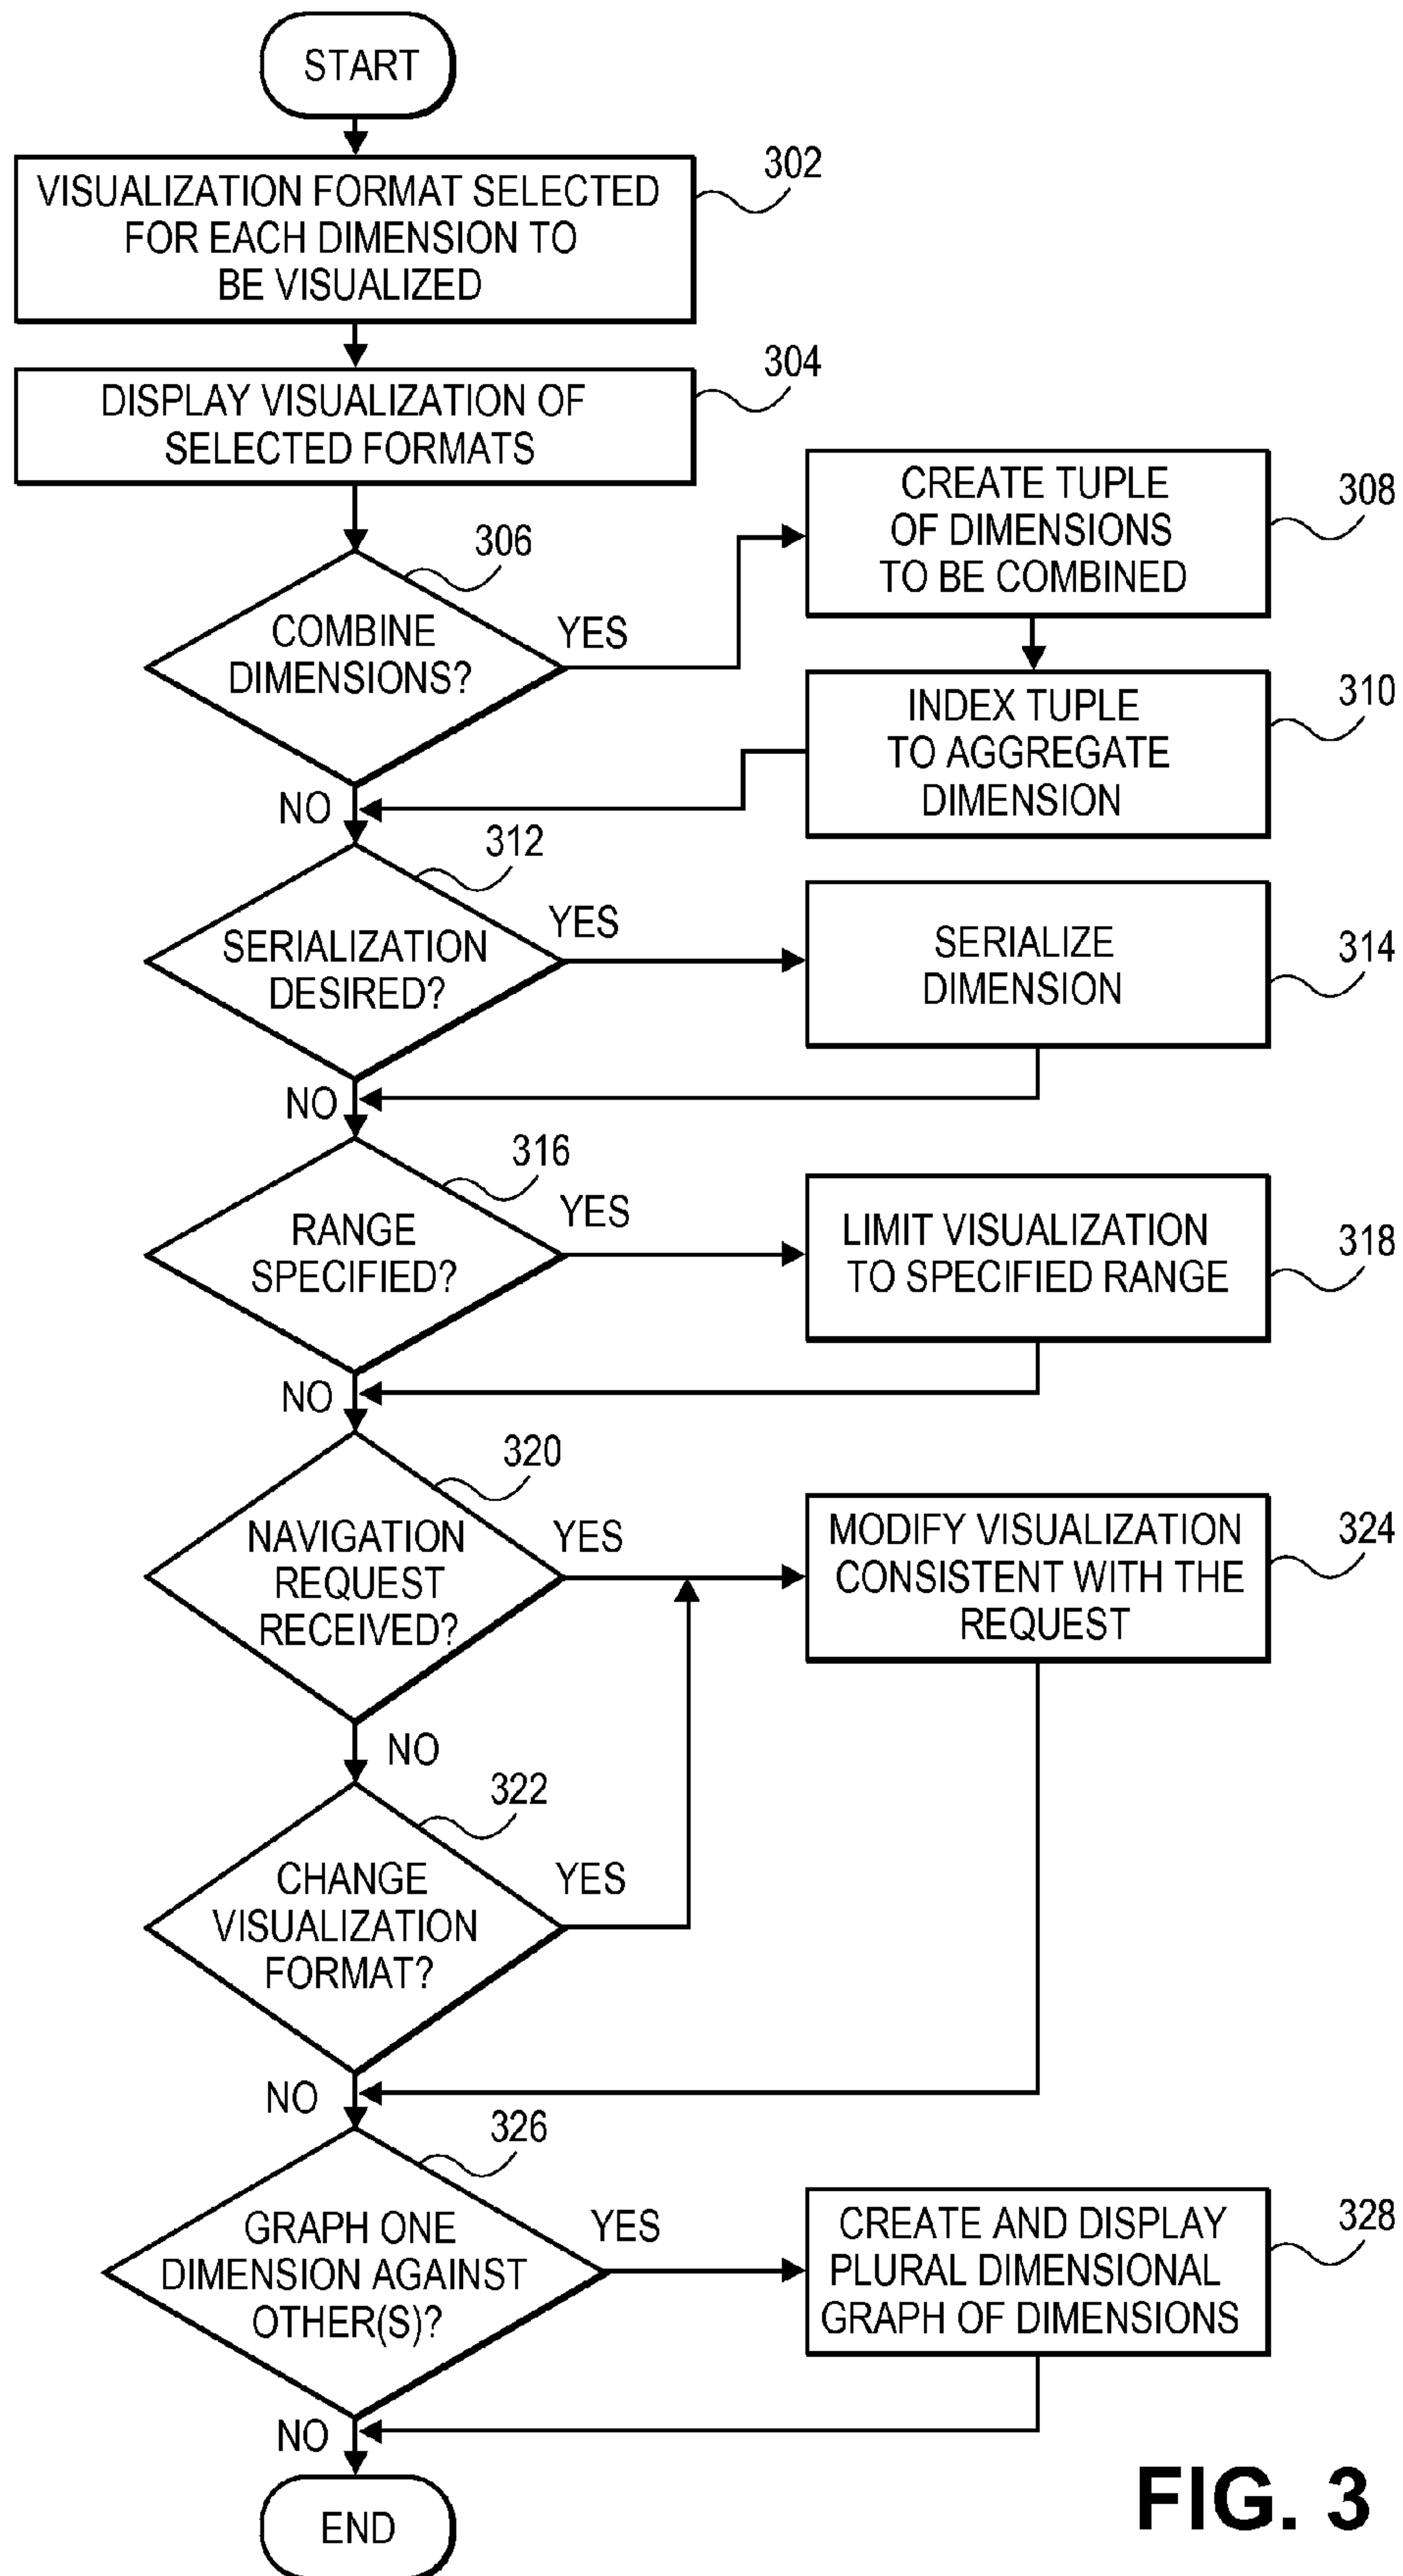 START
302
VISUALIZATION FORMAT SELECTED
FOR EACH DIMENSION TO
BE VISUALIZED
304
DISPLAY VISUALIZATION OF
SELECTED FORMATS
306
COMBINE
DIMENSIONS?
YES
NO
308
CREATE TUPLE
OF DIMENSIONS
TO BE COMBINED
310
INDEX TUPLE
TO AGGREGATE
DIMENSION
312
SERIALIZATION
DESIRED?
YES
NO
314
SERIALIZE
DIMENSION
316
RANGE
SPECIFIED?
YES
NO
318
LIMIT VISUALIZATION
TO SPECIFIED RANGE
320
NAVIGATION
REQUEST
RECEIVED?
YES
NO
324
MODIFY VISUALIZATION
CONSISTENT WITH THE
REQUEST
322
CHANGE
VISUALIZATION
FORMAT?
YES
NO
326
GRAPH ONE
DIMENSION AGAINST
OTHER(S)?
YES
NO
328
CREATE AND DISPLAY
PLURAL DIMENSIONAL
GRAPH OF DIMENSIONS
END
FIG. 3